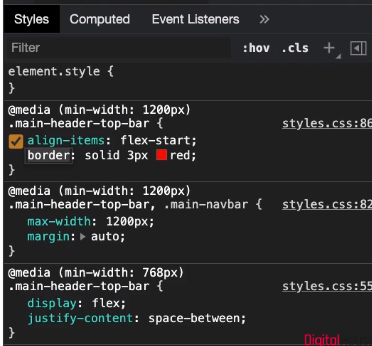 Styles Computed Event Listeners »
Filter :hov .cls +
element.style {
}
@media (min-width: 1200px)
.main-header-top-bar { styles.css:86
align-items: flex-start;
border: solid 3px red;
}
@media (min-width: 1200px)
.main-header-top-bar, .main-navbar { styles.css:82
max-width: 1200px;
margin: auto;
}
@media (min-width: 768px)
.main-header-top-bar { styles.css:55
display: flex;
justify-content: space-between;
}
Digital